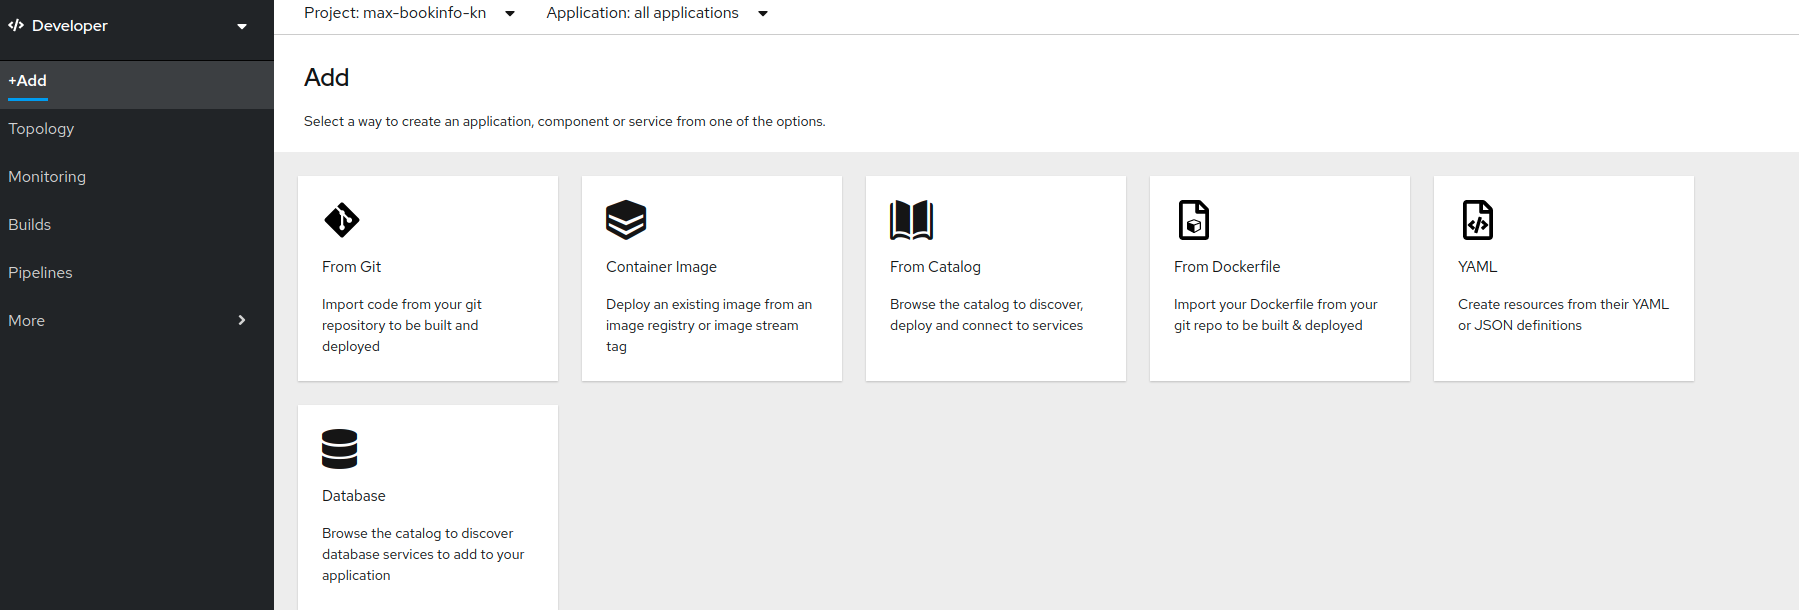 Developer
Project: max-bookinfo-kn
Application: all applications
+Add
Topology
Monitoring
Builds
Pipelines
More
Add
Select a way to create an application, component or service from one of the options.
From Git
Import code from your git
repository to be built and
deployed
Container Image
Deploy an existing image from an
image registry or image stream
tag
From Catalog
Browse the catalog to discover,
deploy and connect to services
From Dockerfile
Import your Dockerfile from your
git repo to be built & deployed
YAML
Create resources from their YAML
or JSON definitions
Database
Browse the catalog to discover
database services to add to your
application